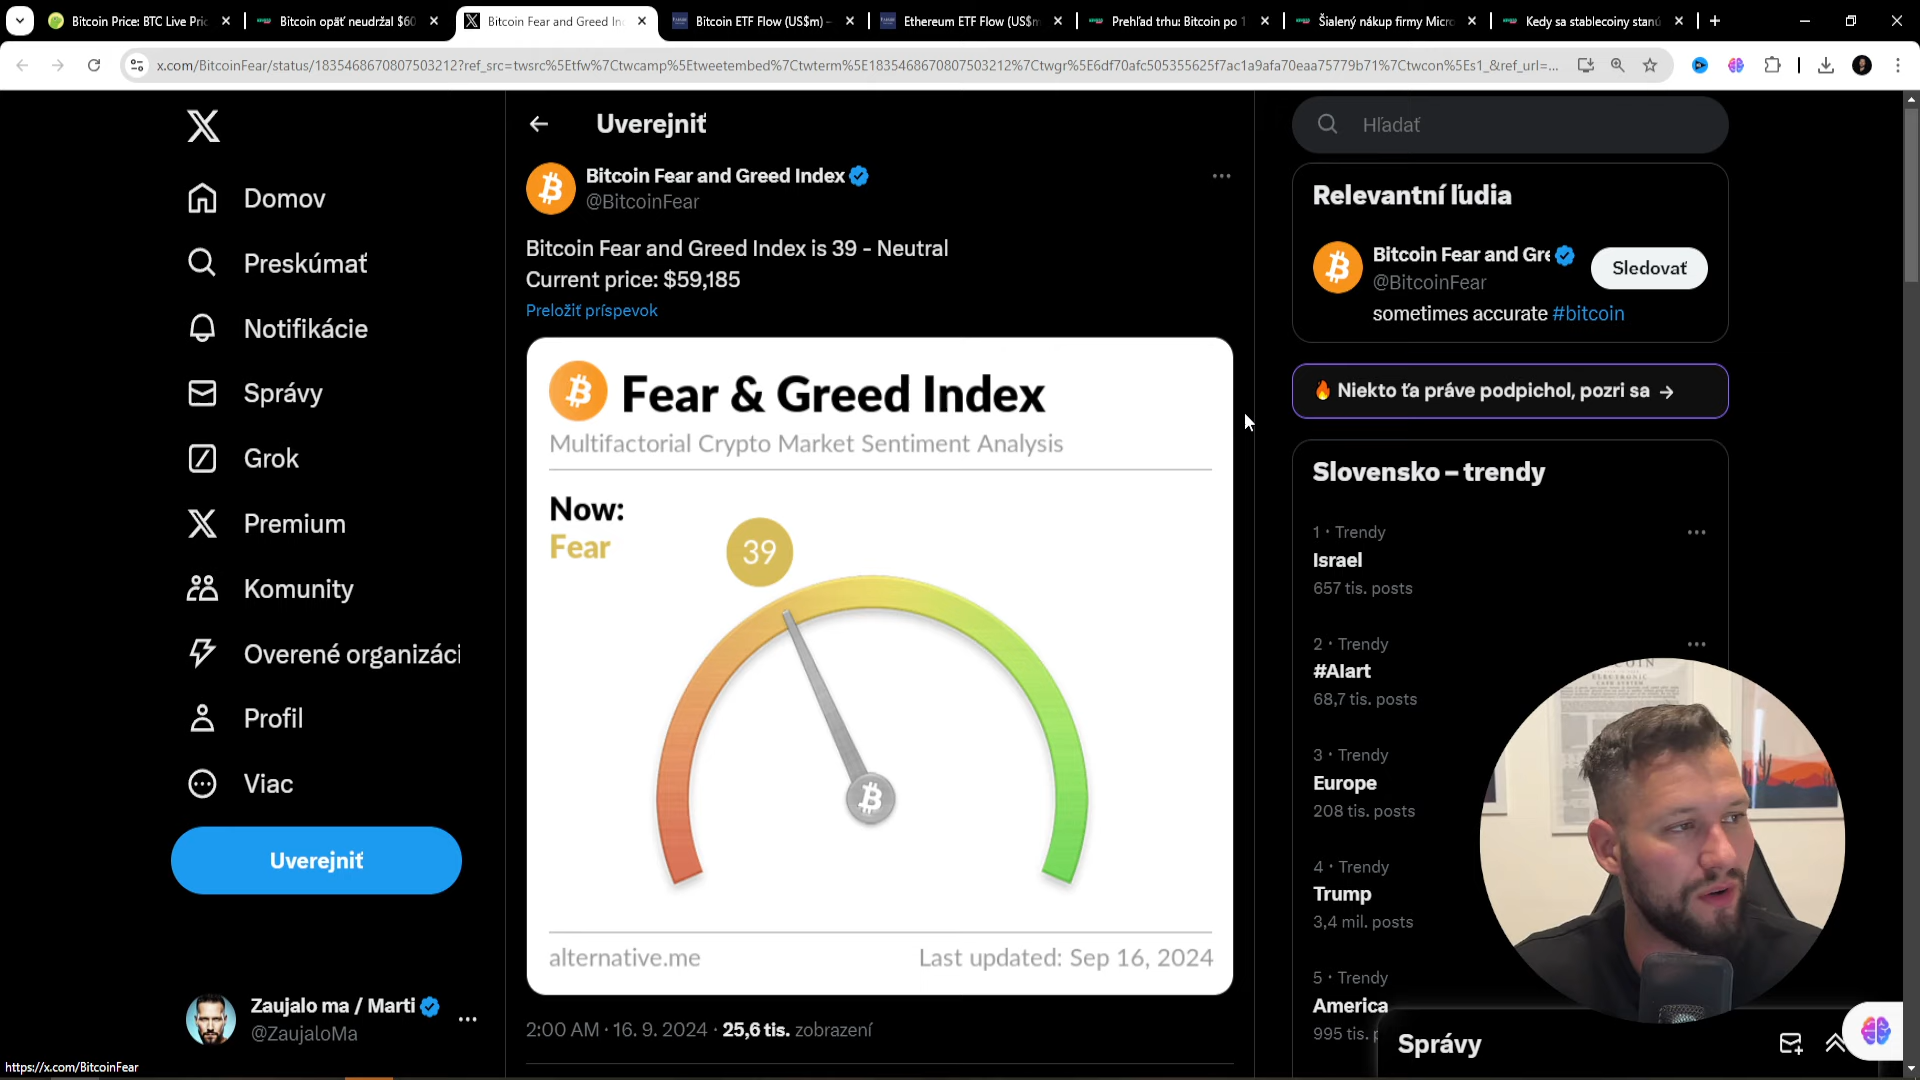 Bitcoin Price: BTC Live Pric
Bitcoin opäť neudržal $60
Bitcoin Fear and Greed In
Bitcoin ETF Flow (US$m) –
Ethereum ETF Flow (US$m
Prehľad trhu: Bitcoin po 1
Šialený nákup firmy Micro
Kedy sa stablecoiny stanú
x.com/BitcoinFear/status/1835468670807503212?ref_src=twsrc%5Etfw%7Ctwcamp%5Etweetembed%7Ctwterm%5E1835468670807503212%7Ctwgr%5E6df70afc505355625f7ac1a9afa70eaa75779b71%7Ctwcon%5Es1_&ref_url=...
Domov
Preskúmať
Notifikácie
Správy
Grok
Premium
Komunity
Overené organizáci
Profil
Viac
Uverejniť
Zaujalo ma / Marti
@ZaujaloMa
https://x.com/BitcoinFear
Uverejniť
Bitcoin Fear and Greed Index
@BitcoinFear
Bitcoin Fear and Greed Index is 39 - Neutral
Current price: $59,185
Preložiť príspevok
Fear & Greed Index
Multifactorial Crypto Market Sentiment Analysis
Now:
Fear
39
alternative.me
Last updated: Sep 16, 2024
2:00 AM · 16. 9. 2024 · 25,6 tis. zobrazení
Hľadať
Relevantní ľudia
Bitcoin Fear and Gre
@BitcoinFear
Sledovať
sometimes accurate #bitcoin
🔥 Niekto ťa práve podpichol, pozri sa →
Slovensko – trendy
1 · Trendy
Israel
657 tis. posts
2 · Trendy
#AIart
68,7 tis. posts
3 · Trendy
Europe
208 tis. posts
4 · Trendy
Trump
3,4 mil. posts
5 · Trendy
America
995 tis. p
Správy